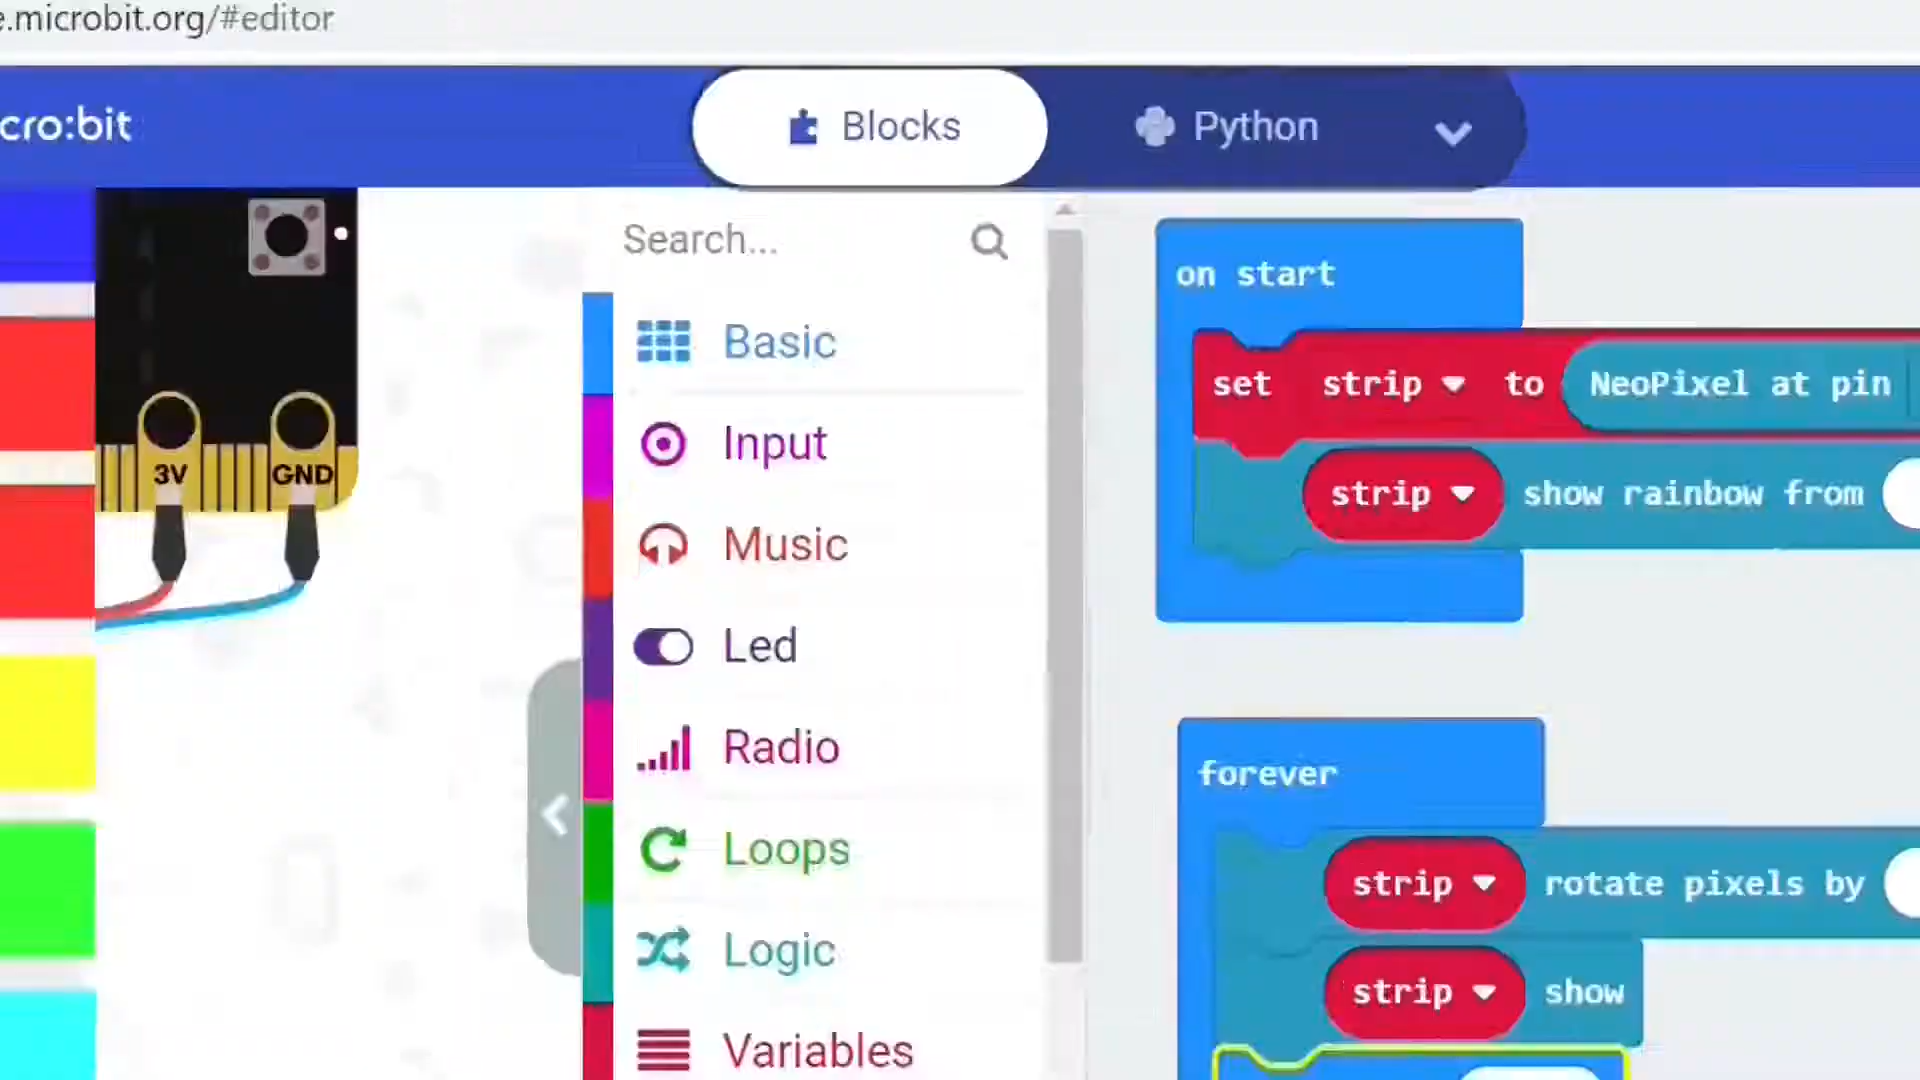 e.microbit.org/#editor
cro:bit
Blocks
Python
Search...
Basic
Input
Music
Led
Radio
Loops
Logic
Variables
3V
GND
on start
set strip to NeoPixel at pin
strip show rainbow from
forever
strip rotate pixels by
strip show